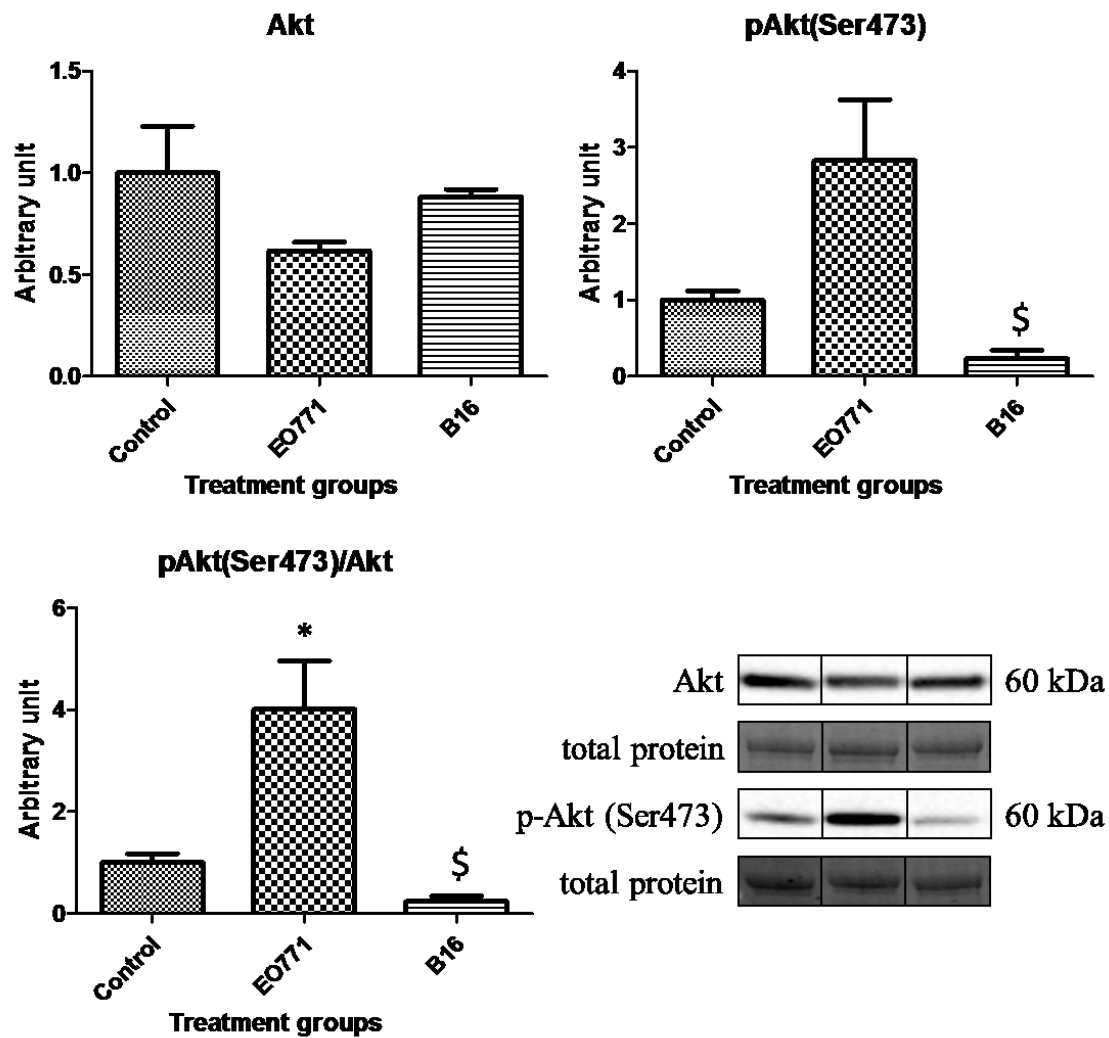 Akt
Arbitrary unit
1.5
1.0
0.5
0.0
Control
EO771
B16
Treatment groups
pAkt(Ser473)
Arbitrary unit
4
3
2
1
0
$
Control
EO771
B16
Treatment groups
pAkt(Ser473)/Akt
Arbitrary unit
6
4
2
0
*
$
Control
EO771
B16
Treatment groups
Akt 60 kDa
total protein
p-Akt (Ser473) 60 kDa
total protein